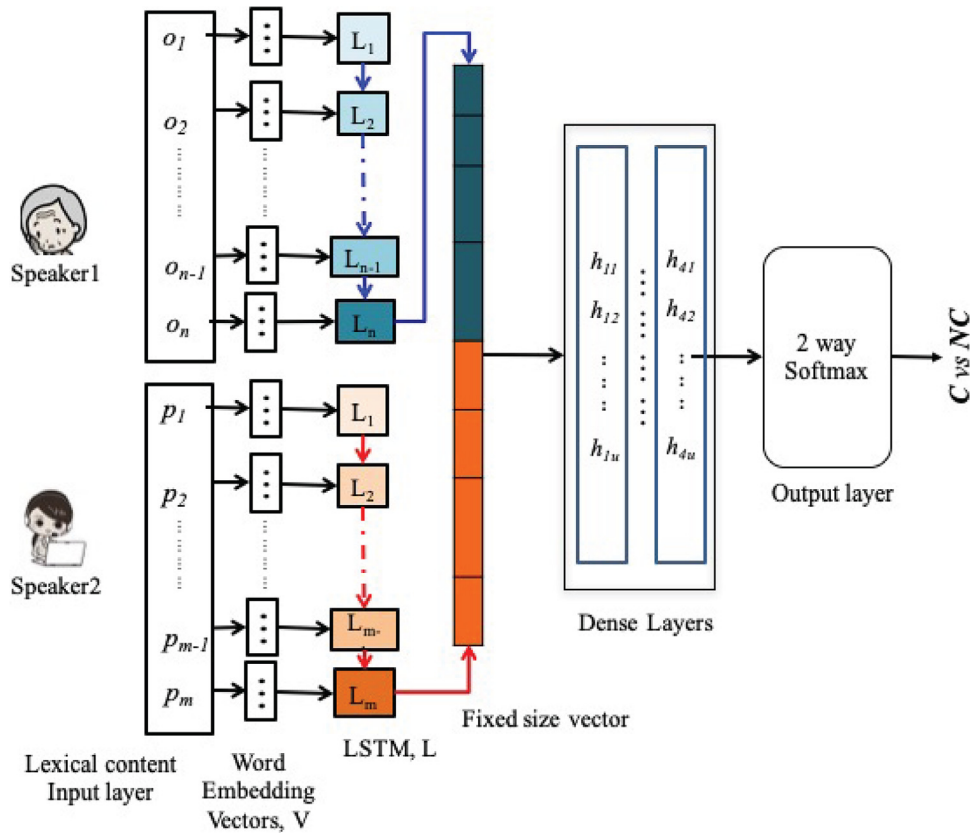 o1
L1
o2
L2
on-1
Ln-1
on
Ln
Speaker1
p1
L1
p2
L2
pm-1
Lm-
pm
Lm
Speaker2
Lexical content
Input layer
Word
Embedding
Vectors, V
LSTM, L
Fixed size vector
h11
h12
h1u
h41
h42
h4u
Dense Layers
2 way
Softmax
Output layer
C vs NC